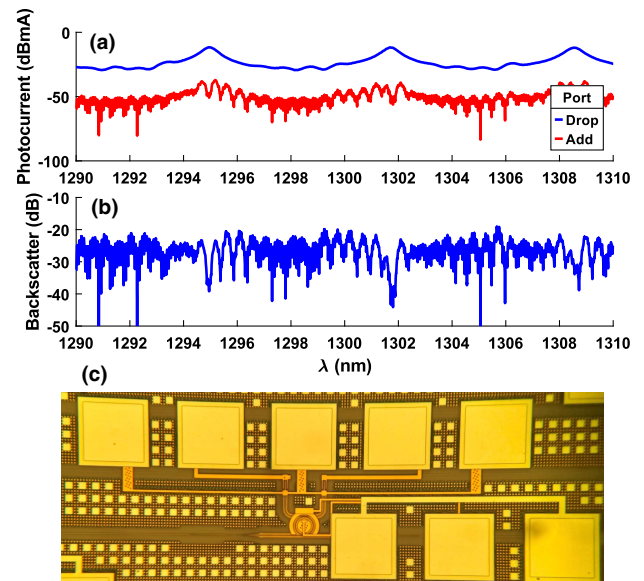 (a)
Photocurrent (dBmA)
0
-50
-100
Port
Drop
Add
1290 1292 1294 1296 1298 1300 1302 1304 1306 1308 1310
(b)
Backscatter (dB)
-10
-20
-30
-40
-50
1290 1292 1294 1296 1298 1300 1302 1304 1306 1308 1310
λ (nm)
(c)